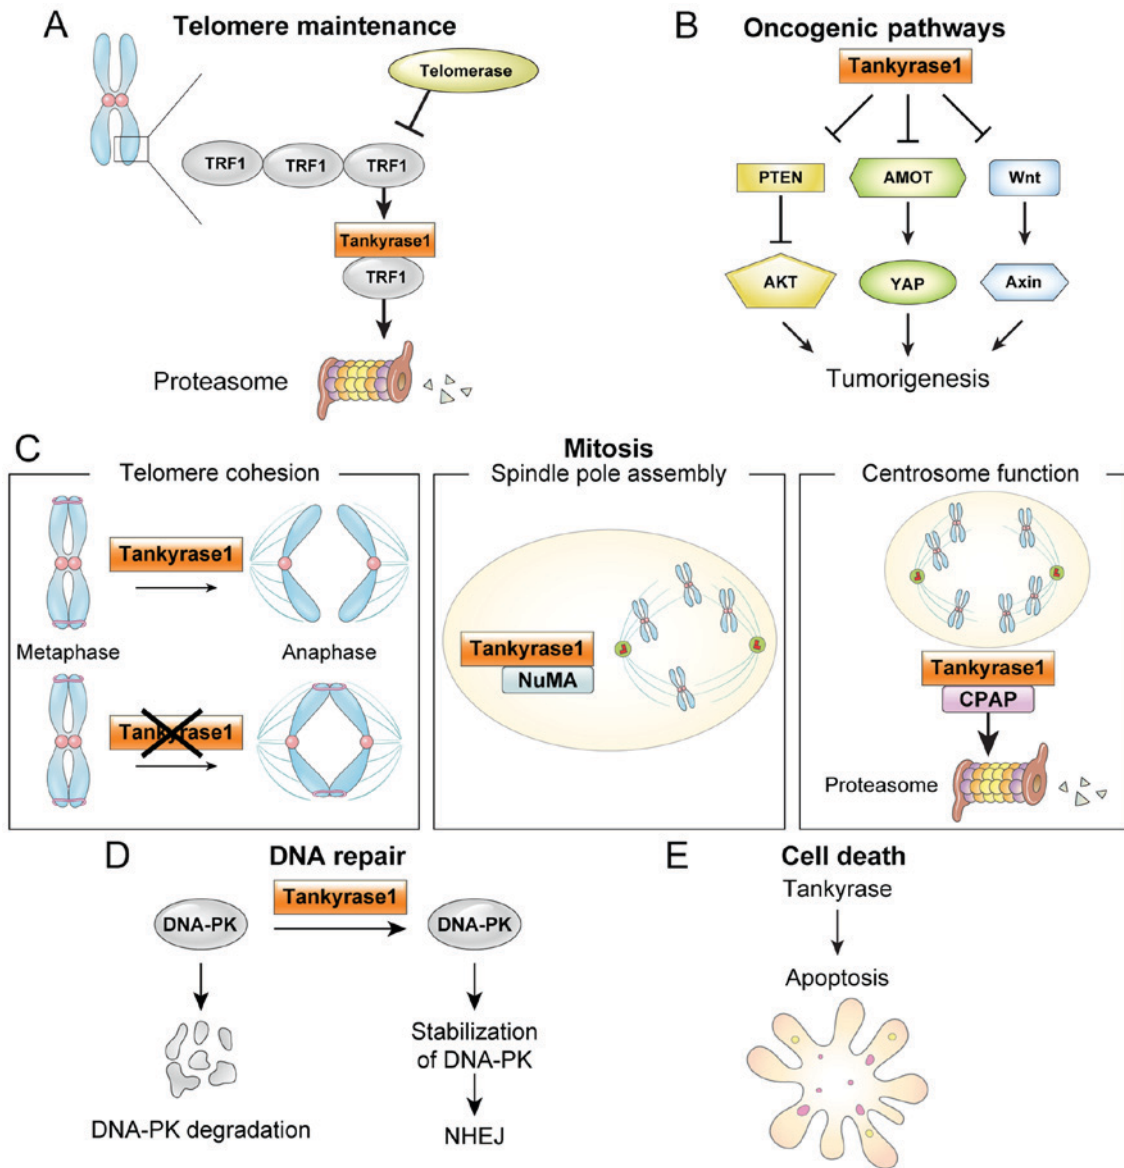 A
Telomere maintenance
Telomerase
TRF1
TRF1
TRF1
Tankyrase1
TRF1
Proteasome
B
Oncogenic pathways
Tankyrase1
PTEN
AMOT
Wnt
AKT
YAP
Axin
Tumorigenesis
C
Mitosis
Telomere cohesion
Tankyrase1
Metaphase
Anaphase
Tankyrase1
Spindle pole assembly
Tankyrase1
NuMA
Centrosome function
Tankyrase1
CPAP
Proteasome
D
DNA repair
Tankyrase1
DNA-PK
DNA-PK
Stabilization
of DNA-PK
DNA-PK degradation
NHEJ
E
Cell death
Tankyrase
Apoptosis